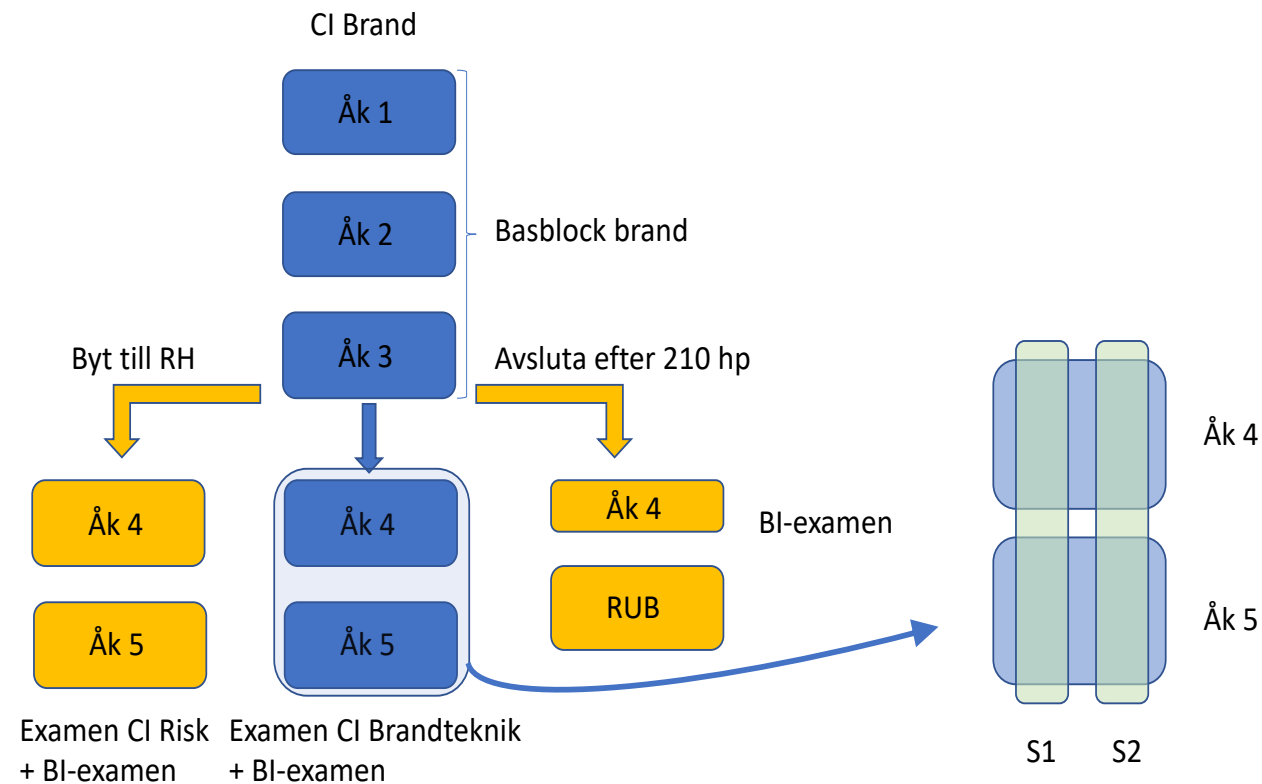 CI Brand
Åk 1
Åk 2
Basblock brand
Åk 3
Byt till RH
Avsluta efter 210 hp
Åk 4
Åk 4
Åk 4
BI-examen
Åk 5
Åk 5
RUB
Examen CI Risk
+ BI-examen
Examen CI Brandteknik
+ BI-examen
Åk 4
Åk 5
S1
S2